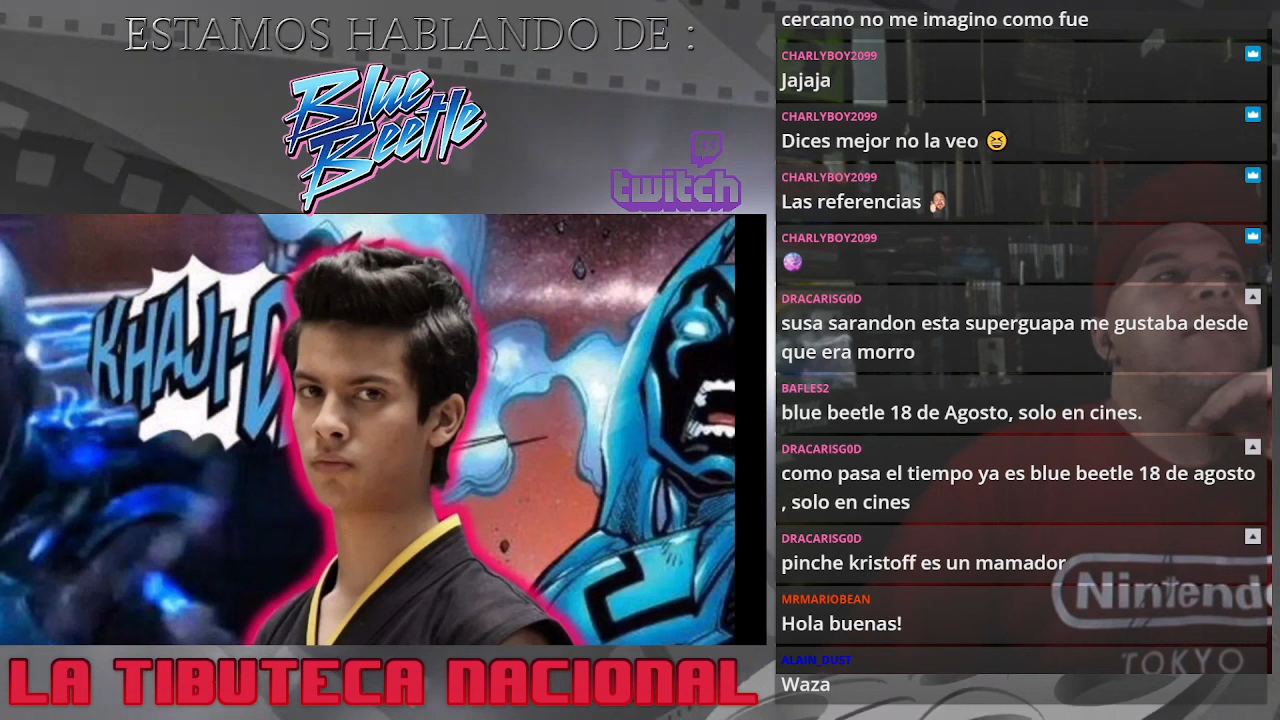 ESTAMOS HABLANDO DE :
Blue
Beetle
twitch
KHAJI-D
LA TIBUTECA NACIONAL
cercano no me imagino como fue
CHARLYBOY2099
Jajaja
CHARLYBOY2099
Dices mejor no la veo 😆
CHARLYBOY2099
Las referencias
CHARLYBOY2099
DRACARISG0D
susa sarandon esta superguapa me gustaba desde
que era morro
BAFLES2
blue beetle 18 de Agosto, solo en cines.
DRACARISG0D
como pasa el tiempo ya es blue beetle 18 de agosto
, solo en cines
DRACARISG0D
pinche kristoff es un mamador
MRMARIOBEAN
Hola buenas!
ALAIN_DUST
Waza
Nintendo
TOKYO